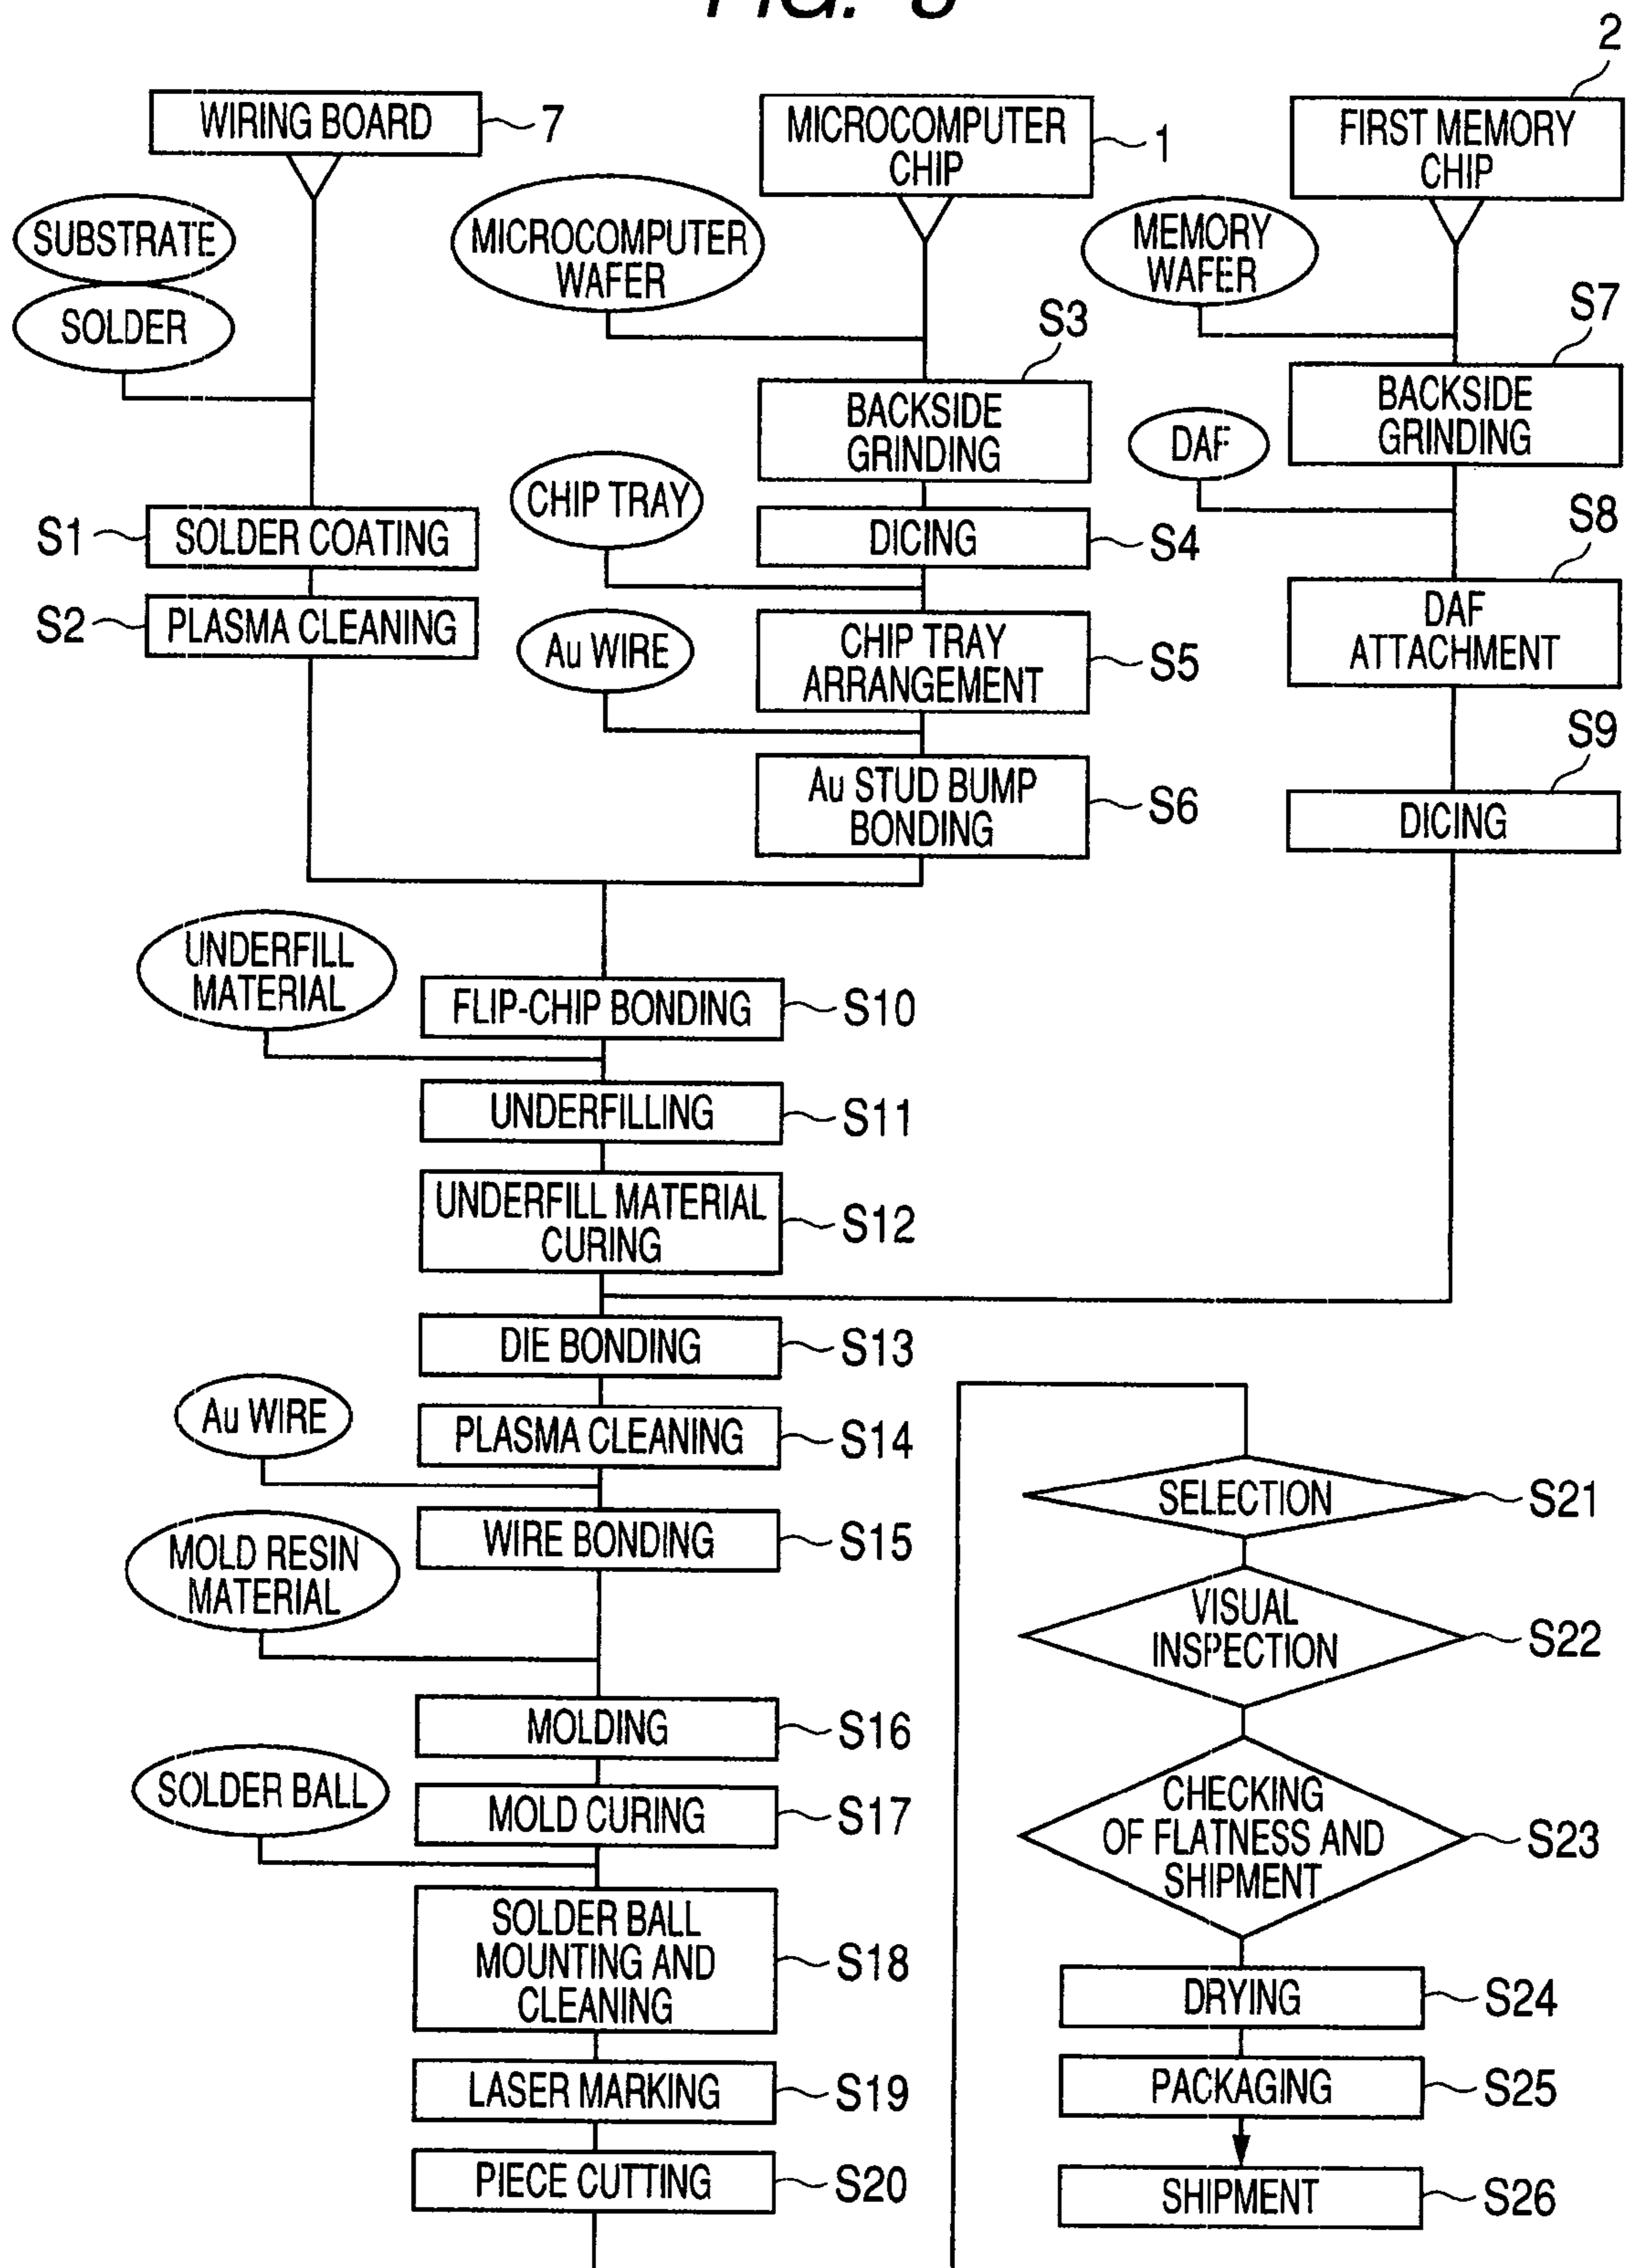 2
WIRING BOARD
7
MICROCOMPUTER
CHIP
1
FIRST MEMORY
CHIP
SUBSTRATE
SOLDER
MICROCOMPUTER
WAFER
MEMORY
WAFER
S3
S7
BACKSIDE
GRINDING
BACKSIDE
GRINDING
DAF
CHIP TRAY
S1
SOLDER COATING
DICING
S4
S8
S2
PLASMA CLEANING
Au WIRE
CHIP TRAY
ARRANGEMENT
S5
DAF
ATTACHMENT
S9
Au STUD BUMP
BONDING
S6
DICING
UNDERFILL
MATERIAL
FLIP-CHIP BONDING
S10
UNDERFILLING
S11
UNDERFILL MATERIAL
CURING
S12
DIE BONDING
S13
Au WIRE
PLASMA CLEANING
S14
WIRE BONDING
S15
MOLD RESIN
MATERIAL
MOLDING
S16
SOLDER BALL
MOLD CURING
S17
SOLDER BALL
MOUNTING AND
CLEANING
S18
LASER MARKING
S19
PIECE CUTTING
S20
SELECTION
S21
VISUAL
INSPECTION
S22
CHECKING
OF FLATNESS AND
SHIPMENT
S23
DRYING
S24
PACKAGING
S25
SHIPMENT
S26